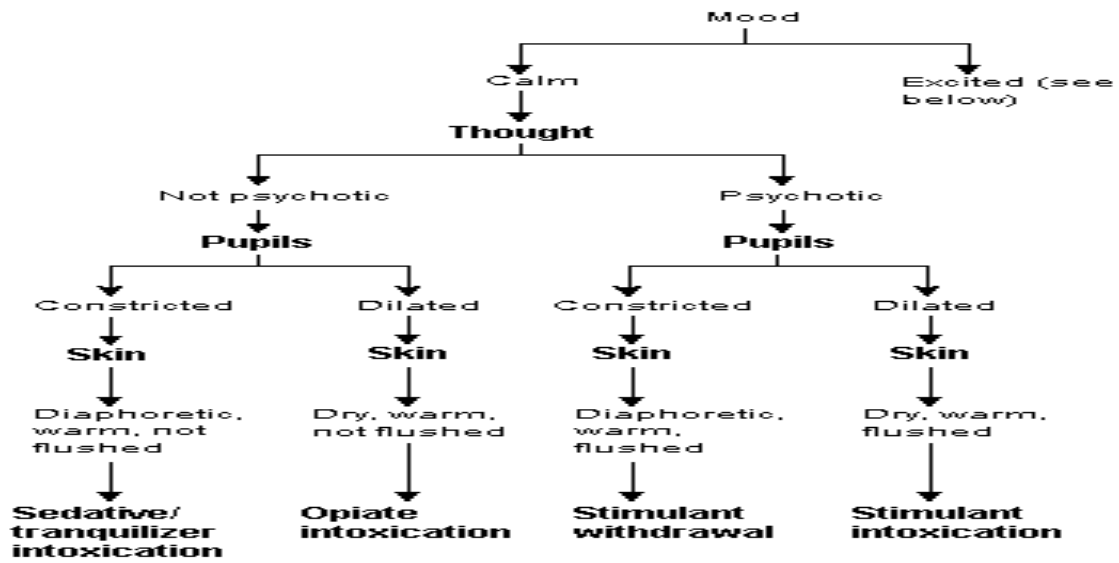 Mood
Calm
Excited (see
below)
Thought
Not psychotic
Psychotic
Pupils
Pupils
Constricted
Dilated
Constricted
Dilated
Skin
Skin
Skin
Skin
Diaphoretic,
warm, not
flushed
Dry, warm,
not flushed
Diaphoretic,
warm,
flushed
Dry, warm,
flushed
Sedative/
tranquilizer
intoxication
Opiate
intoxication
Stimulant
withdrawal
Stimulant
intoxication